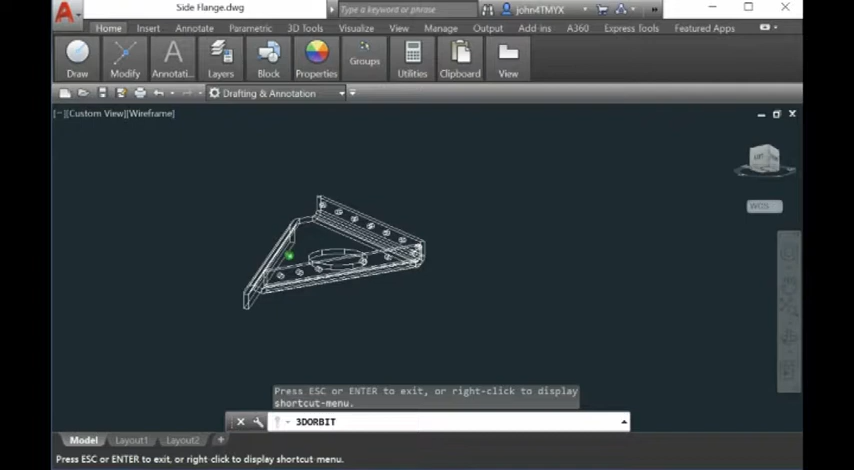 Side Flange.dwg
Type a keyword or phrase
john4TMYX
Home Insert Annotate Parametric 3D Tools Visualize View Manage Output Add-ins A360 Express Tools Featured Apps
Draw Modify Annotati... Layers Block Properties Groups Utilities Clipboard View
Drafting & Annotation
[−][Custom View][Wireframe]
WCS
Press ESC or ENTER to exit, or right-click to display
shortcut-menu.
3DORBIT
Model Layout1 Layout2 +
Press ESC or ENTER to exit, or right-click to display shortcut-menu.